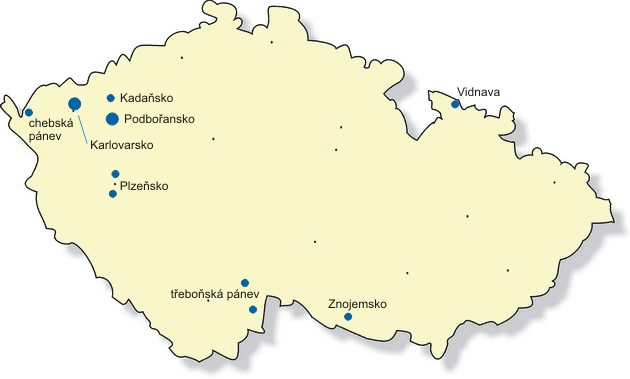 Vidnava
Kadaňsko
Podbořansko
chebská
pánev
Karlovarsko
Plzeňsko
třeboňská pánev
Znojemsko